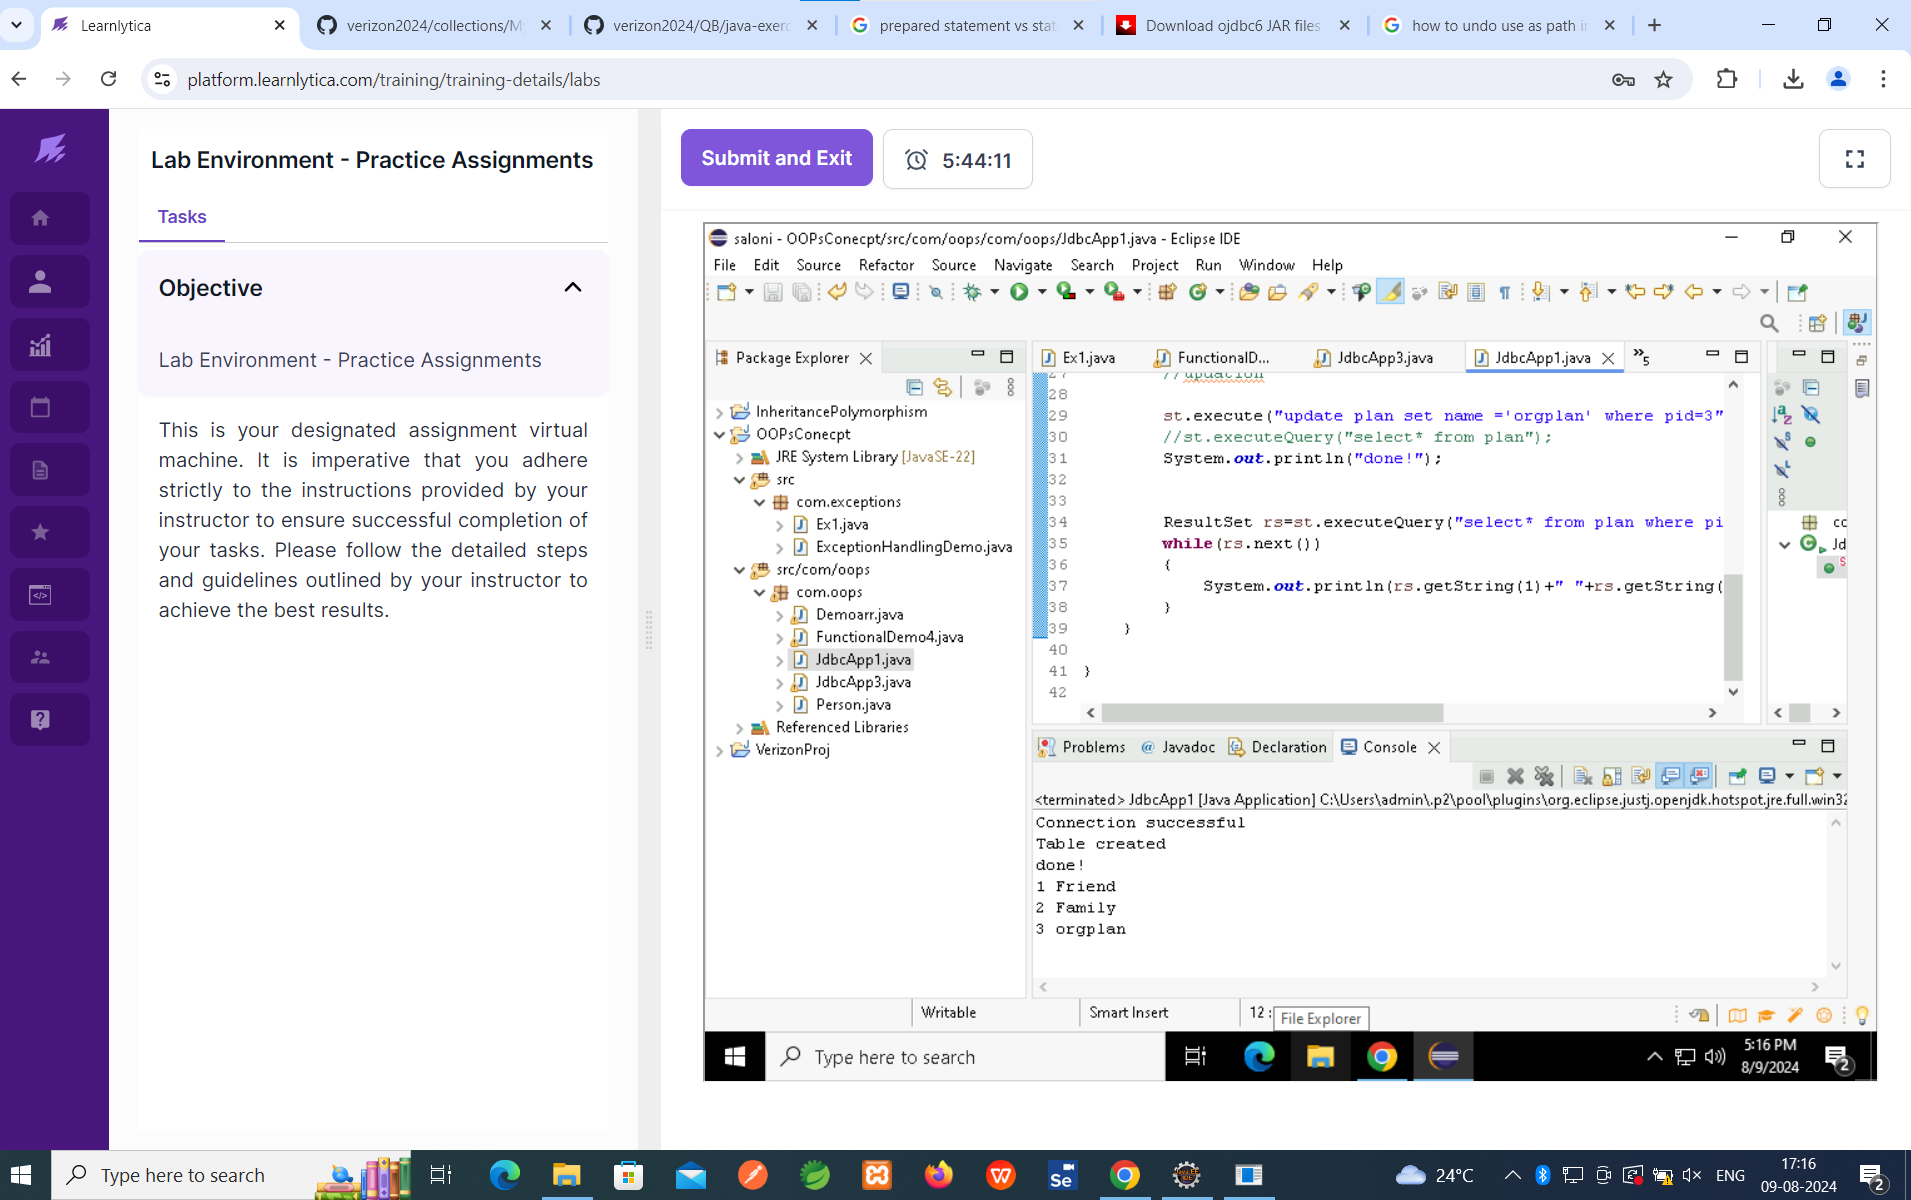 Learnlytica
verizon2024/collections/M
verizon2024/QB/java-exer
prepared statement vs stat
Download ojdbc6 JAR files
how to undo use as path i
platform.learnlytica.com/training/training-details/labs
Lab Environment - Practice Assignments
Tasks
Objective
Lab Environment - Practice Assignments
This is your designated assignment virtual
machine. It is imperative that you adhere
strictly to the instructions provided by your
instructor to ensure successful completion of
your tasks. Please follow the detailed steps
and guidelines outlined by your instructor to
achieve the best results.
Submit and Exit
5:44:11
saloni - OOPsConecpt/src/com/oops/com/oops/JdbcApp1.java - Eclipse IDE
File Edit Source Refactor Source Navigate Search Project Run Window Help
Package Explorer
InheritancePolymorphism
OOPsConecpt
JRE System Library [JavaSE-22]
src
com.exceptions
Ex1.java
ExceptionHandlingDemo.java
src/com/oops
com.oops
Demoarr.java
FunctionalDemo4.java
JdbcApp1.java
JdbcApp3.java
Person.java
Referenced Libraries
VerizonProj
Ex1.java
FunctionalD...
JdbcApp3.java
JdbcApp1.java
»5
27 //updation
28
29 st.execute("update plan set name ='orgplan' where pid=3"
30 //st.executeQuery("select* from plan");
31 System.out.println("done!");
32
33
34 ResultSet rs=st.executeQuery("select* from plan where pi
35 while(rs.next())
36 {
37 System.out.println(rs.getString(1)+" "+rs.getString(
38 }
39 }
40
41 }
42
co
Jd
S
Problems
@ Javadoc
Declaration
Console
<terminated> JdbcApp1 [Java Application] C:\Users\admin\.p2\pool\plugins\org.eclipse.justj.openjdk.hotspot.jre.full.win32
Connection successful
Table created
done!
1 Friend
2 Family
3 orgplan
Writable
Smart Insert
12 :
File Explorer
Type here to search
5:16 PM
8/9/2024
2
Type here to search
Se
24°C
ENG
17:16
09-08-2024
2